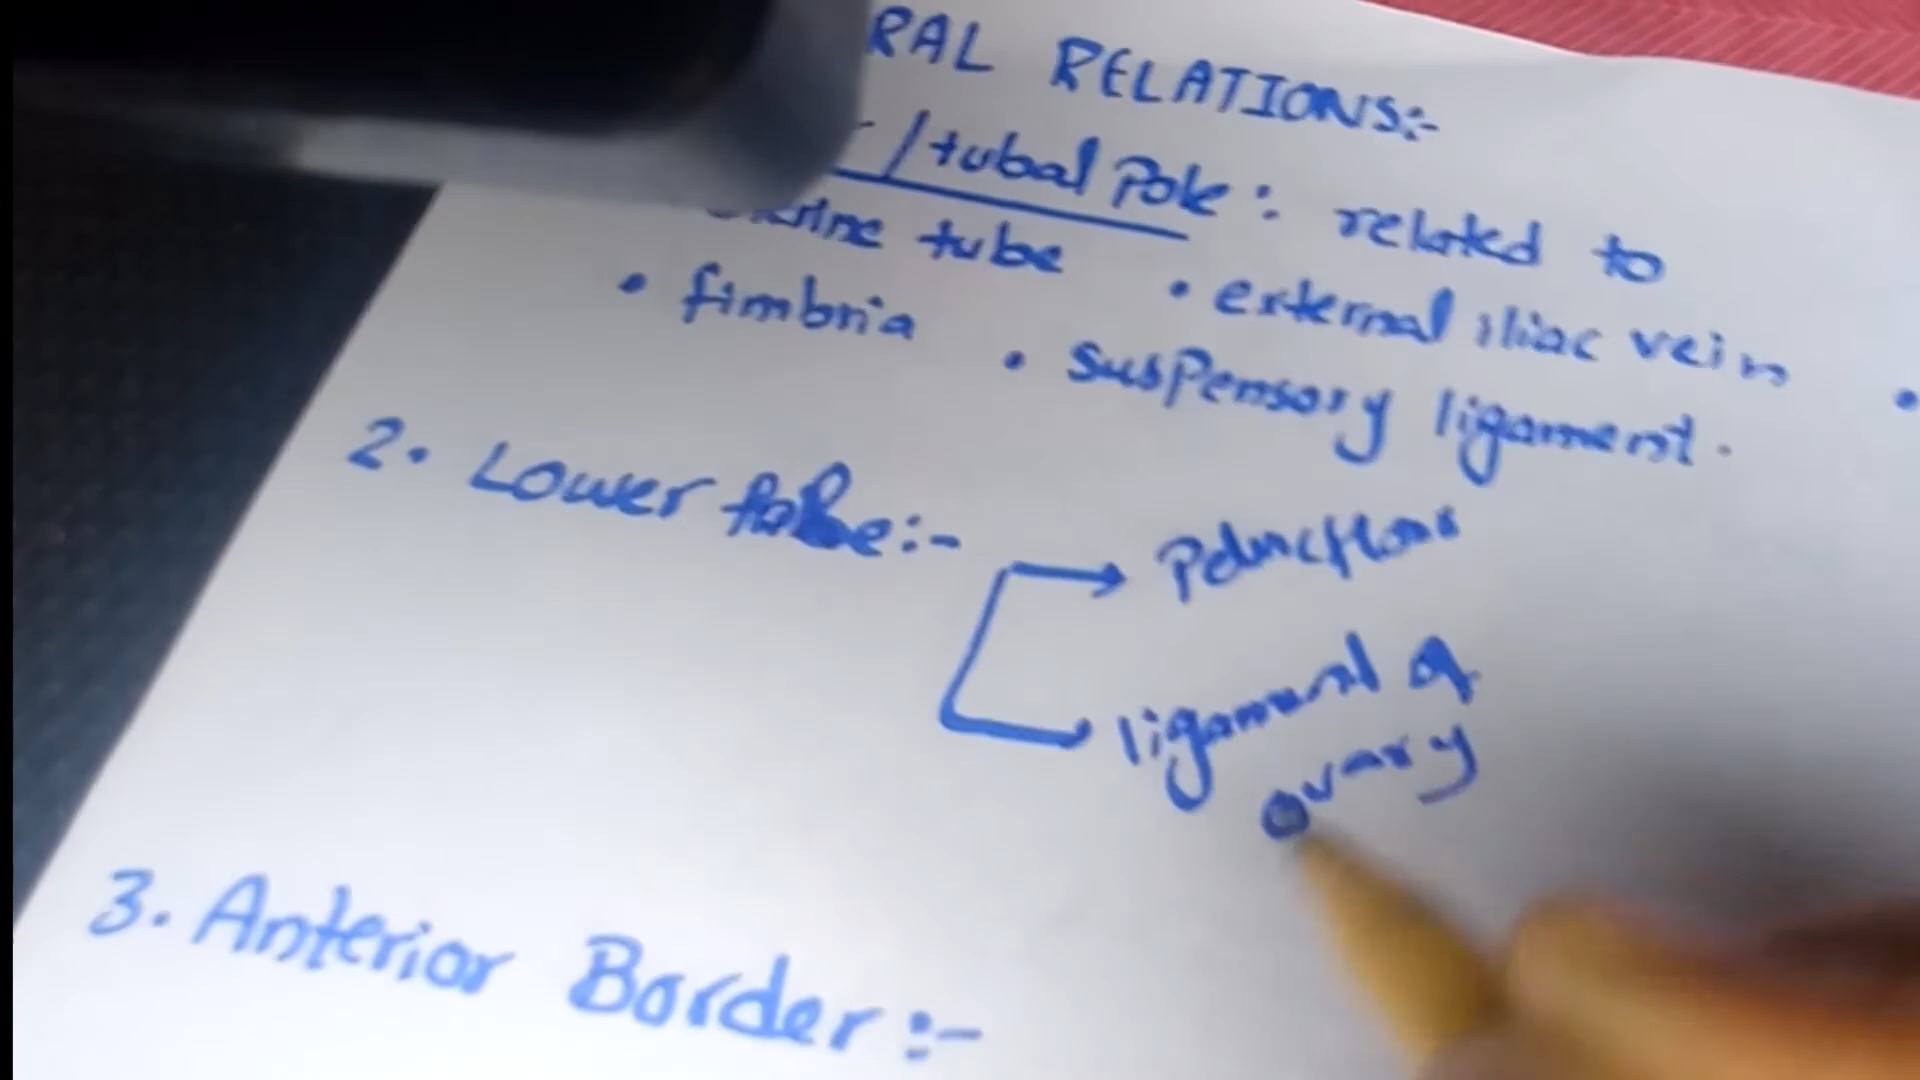 RAL RELATIONS:-
/tubal Pole: related to
tube • external iliac vein •
• fimbria • Suspensory ligament.
2. Lower :-
ligament of
ovary
3. Anterior Border:-